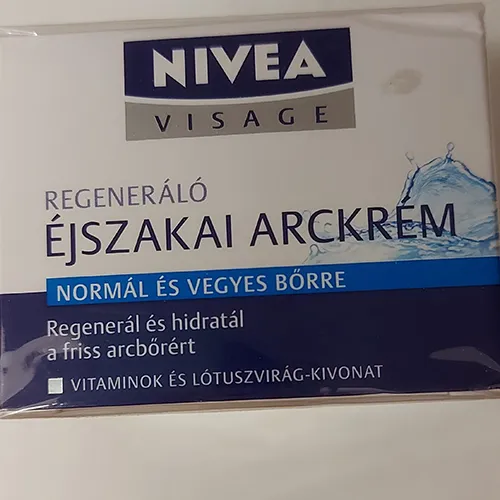 NIVEA
VISAGE
REGENERÁLÓ
ÉJSZAKAI ARCKRÉM
NORMÁL ÉS VEGYES BŐRRE
Regenerál és hidratál
a friss arcbőrért
VITAMINOK ÉS LÓTUSZVIRÁG-KIVONAT